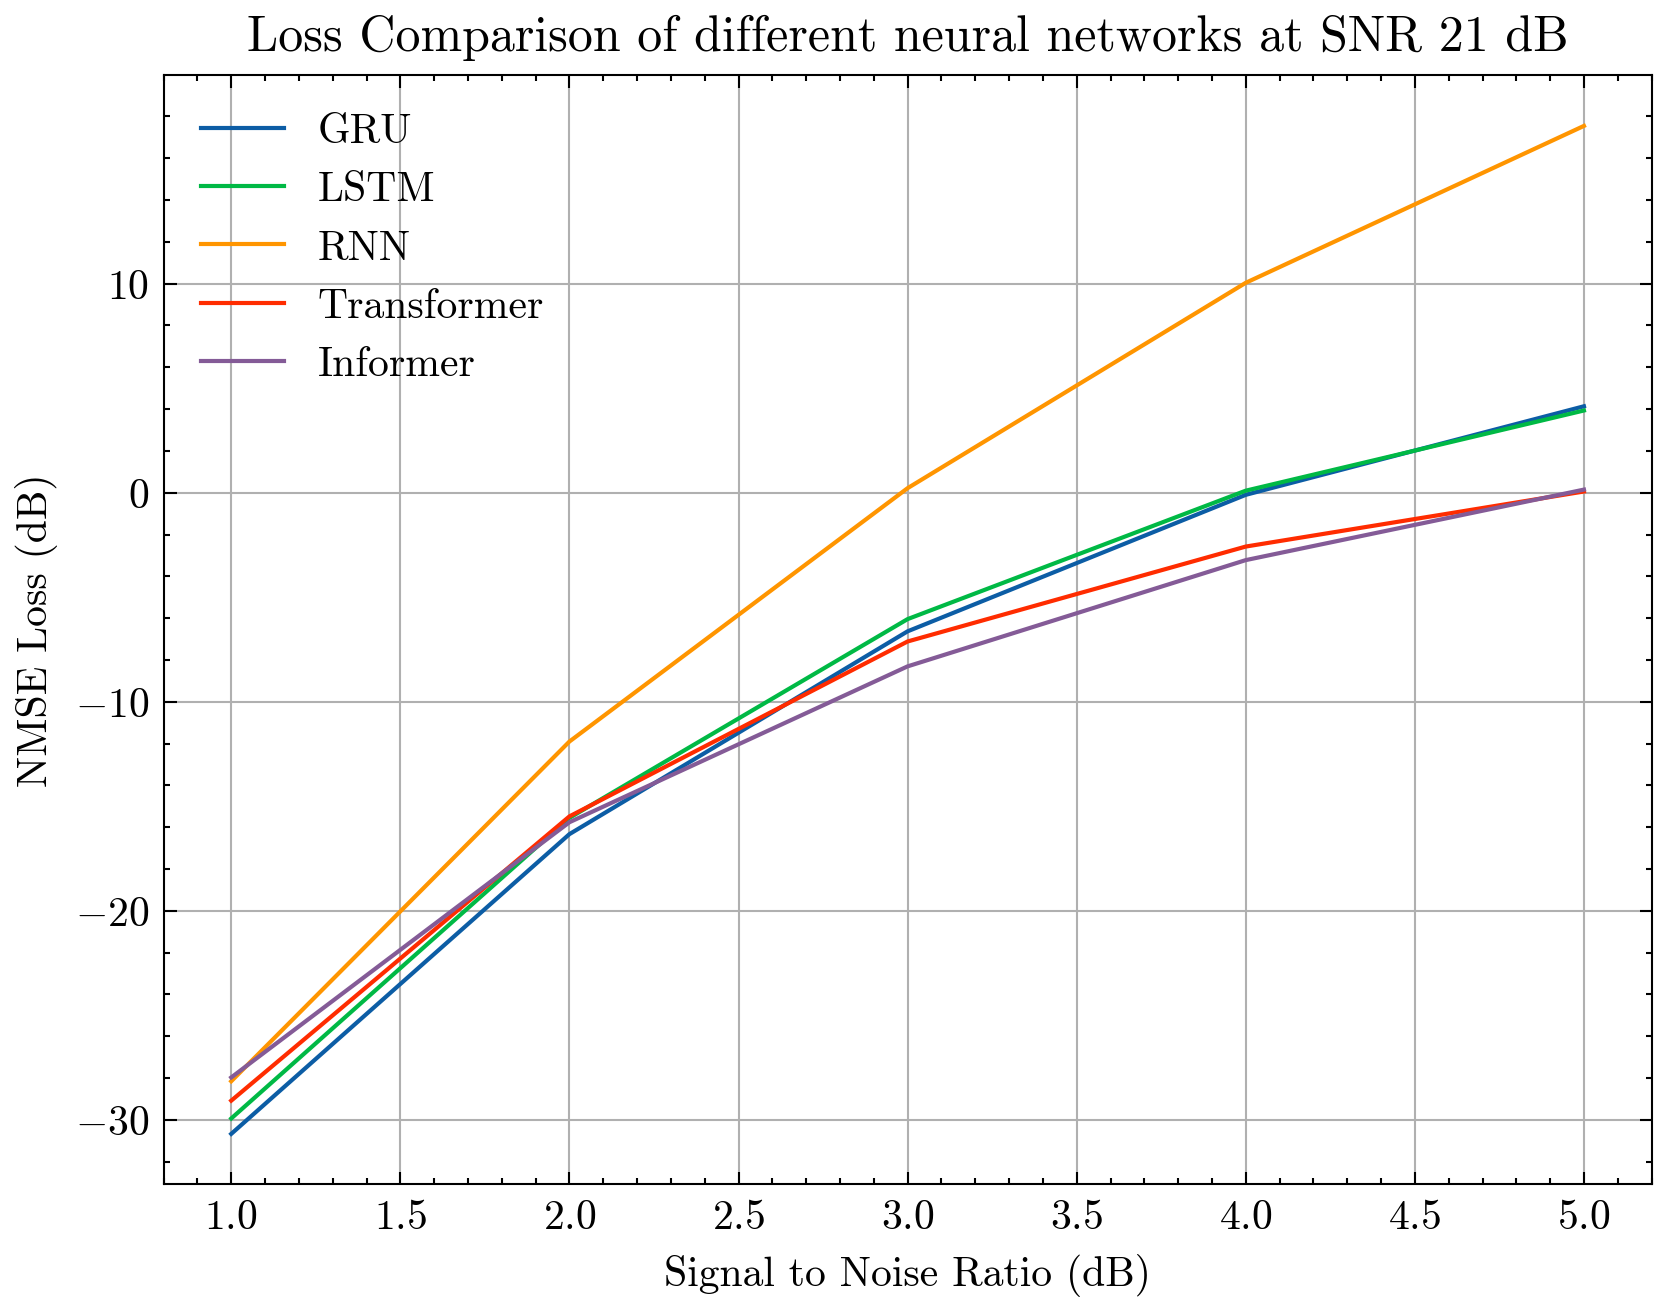 Loss Comparison of different neural networks at SNR 21 dB
GRU
LSTM
RNN
Transformer
Informer
10
0
−10
−20
−30
NMSE Loss (dB)
1.0 1.5 2.0 2.5 3.0 3.5 4.0 4.5 5.0
Signal to Noise Ratio (dB)